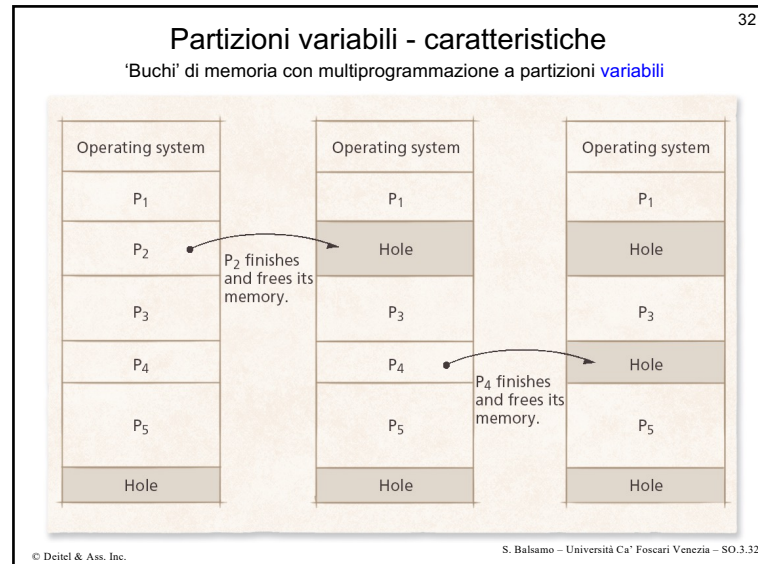 32
Partizioni variabili - caratteristiche
‘Buchi’ di memoria con multiprogrammazione a partizioni variabili
Operating system
P1
P2
P3
P4
P5
Hole
P2 finishes
and frees its
memory.
Operating system
P1
Hole
P3
P4
P5
Hole
P4 finishes
and frees its
memory.
Operating system
P1
Hole
P3
Hole
P5
Hole
© Deitel & Ass. Inc.
S. Balsamo – Università Ca’ Foscari Venezia – SO.3.32